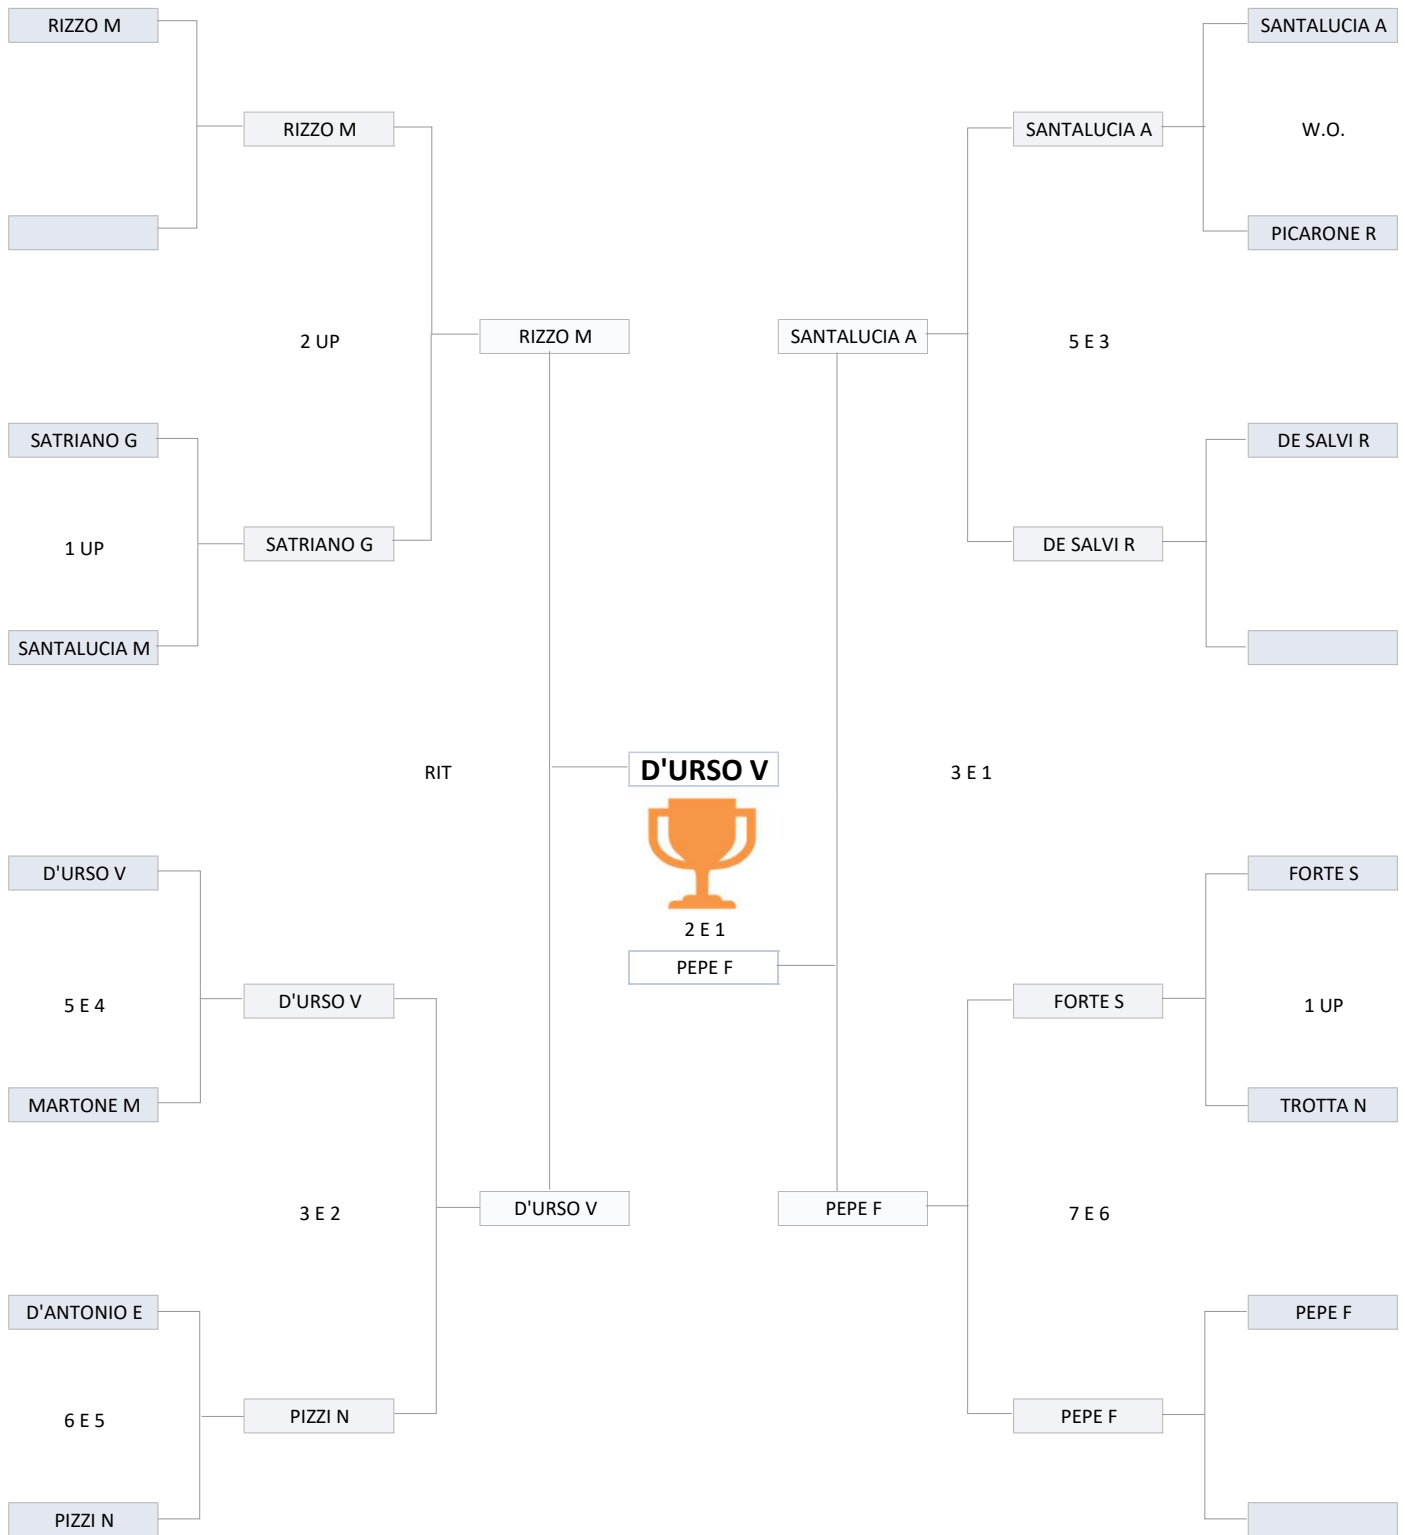 RIZZO M
SANTALUCIA A
RIZZO M
SANTALUCIA A
W.O.
PICARONE R
2 UP
RIZZO M
SANTALUCIA A
5 E 3
SATRIANO G
DE SALVI R
1 UP
SATRIANO G
DE SALVI R
SANTALUCIA M
RIT
D'URSO V
3 E 1
D'URSO V
FORTE S
2 E 1
PEPE F
5 E 4
D'URSO V
FORTE S
1 UP
MARTONE M
TROTTA N
3 E 2
D'URSO V
PEPE F
7 E 6
D'ANTONIO E
PEPE F
6 E 5
PIZZI N
PEPE F
PIZZI N